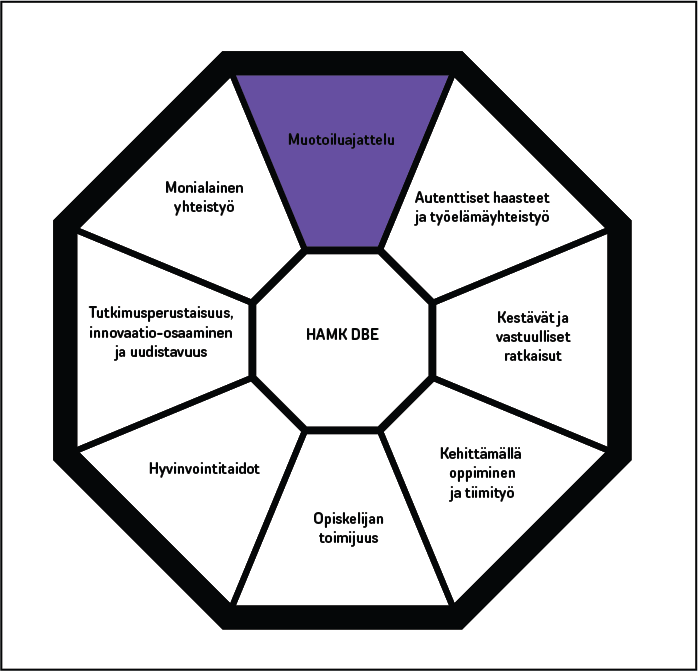 Muotoiluajattelu
Autenttiset haasteet
ja työelämäyhteistyö
Kestävät ja
vastuulliset
ratkaisut
Kehittämällä
oppiminen
ja tiimityö
Opiskelijan
toimijuus
Hyvinvointitaidot
Tutkimusperustaisuus,
innovaatio-osaaminen
ja uudistavuus
Monialainen
yhteistyö
HAMK DBE